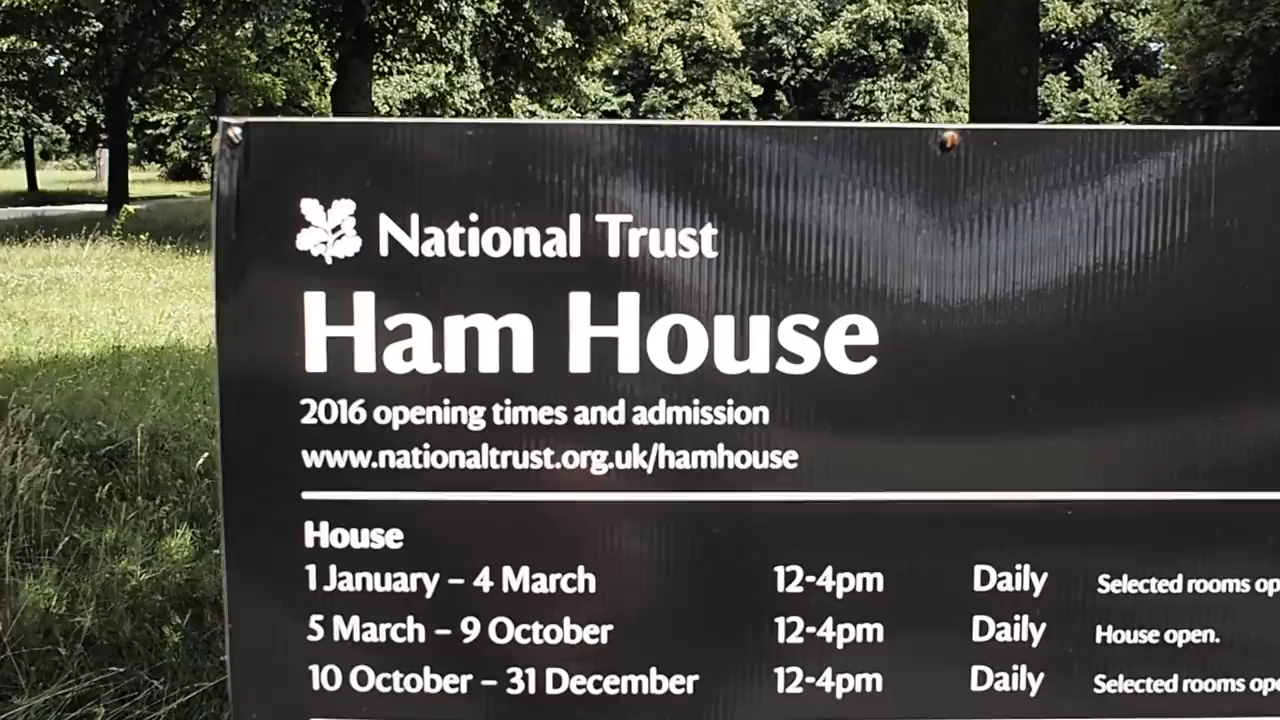 National Trust
Ham House
2016 opening times and admission
www.nationaltrust.org.uk/hamhouse
House
1 January – 4 March 12-4pm Daily Selected rooms op
5 March – 9 October 12-4pm Daily House open.
10 October – 31 December 12-4pm Daily Selected rooms ope